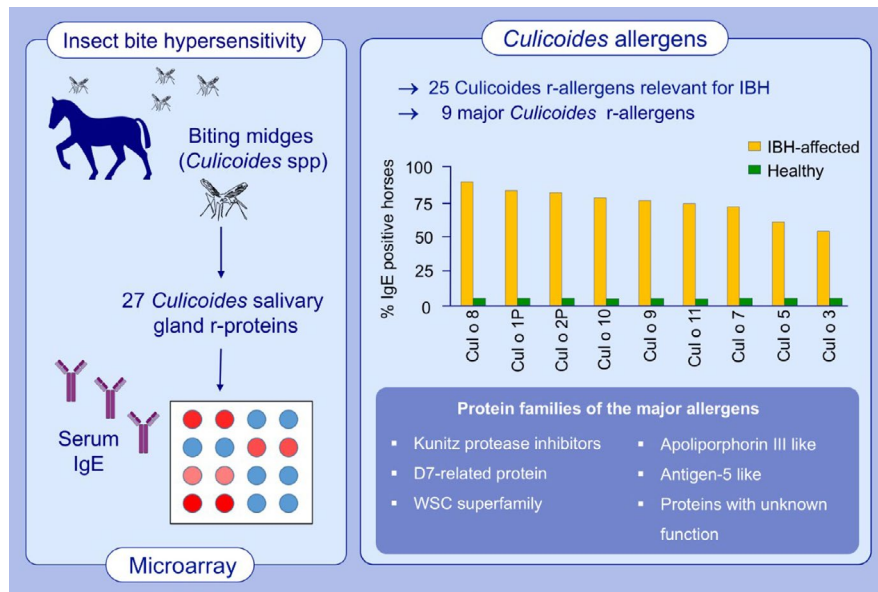 Insect bite hypersensitivity
Biting midges
(Culicoides spp)
27 Culicoides salivary
gland r-proteins
Serum
IgE
Microarray
Culicoides allergens
→ 25 Culicoides r-allergens relevant for IBH
→ 9 major Culicoides r-allergens
IBH-affected
Healthy
% IgE positive horses
100
75
50
25
0
Cul o 8
Cul o 1P
Cul o 2P
Cul o 10
Cul o 9
Cul o 11
Cul o 7
Cul o 5
Cul o 3
Protein families of the major allergens
▪ Kunitz protease inhibitors
▪ D7-related protein
▪ WSC superfamily
▪ Apoliporphorin III like
▪ Antigen-5 like
▪ Proteins with unknown
function